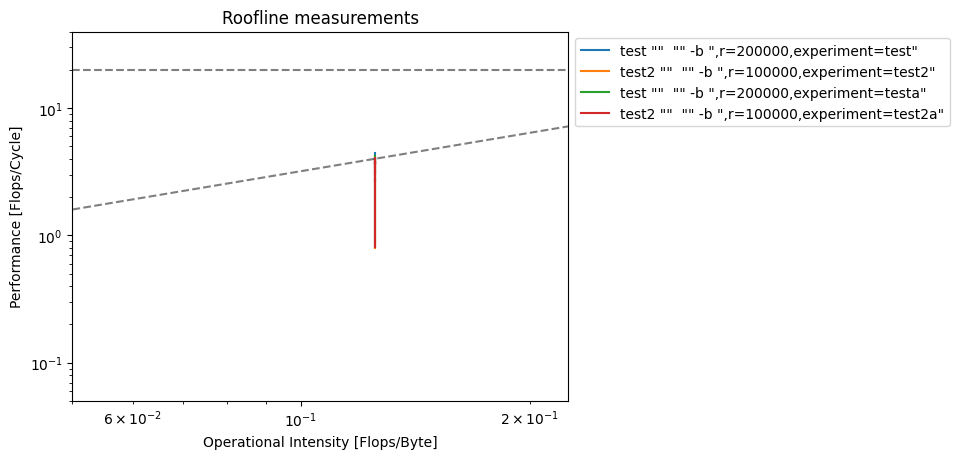 Roofline measurements
Performance [Flops/Cycle]
10¹
10⁰
10⁻¹
6 × 10⁻²
10⁻¹
2 × 10⁻¹
Operational Intensity [Flops/Byte]
test ""  "" -b ",r=200000,experiment=test"
test2 ""  "" -b ",r=100000,experiment=test2"
test ""  "" -b ",r=200000,experiment=testa"
test2 ""  "" -b ",r=100000,experiment=test2a"